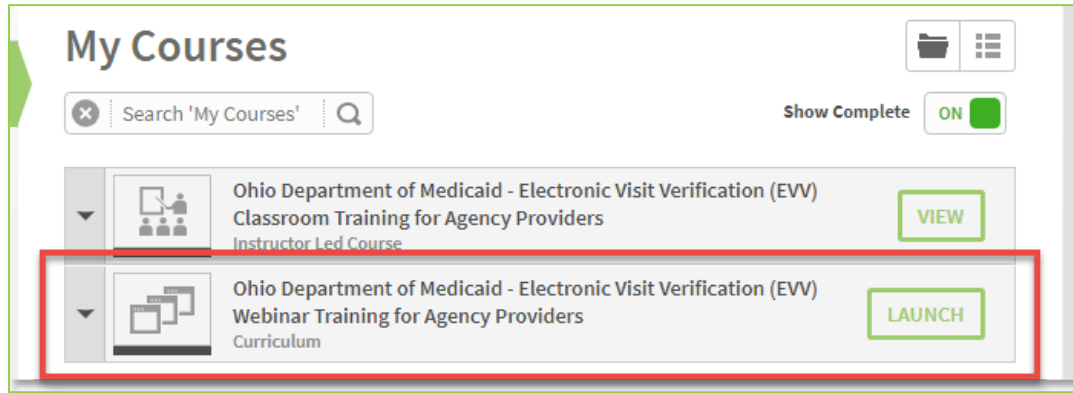 My Courses
Search 'My Courses'
Show Complete
ON
Ohio Department of Medicaid - Electronic Visit Verification (EVV)
Classroom Training for Agency Providers
Instructor Led Course
VIEW
Ohio Department of Medicaid - Electronic Visit Verification (EVV)
Webinar Training for Agency Providers
Curriculum
LAUNCH